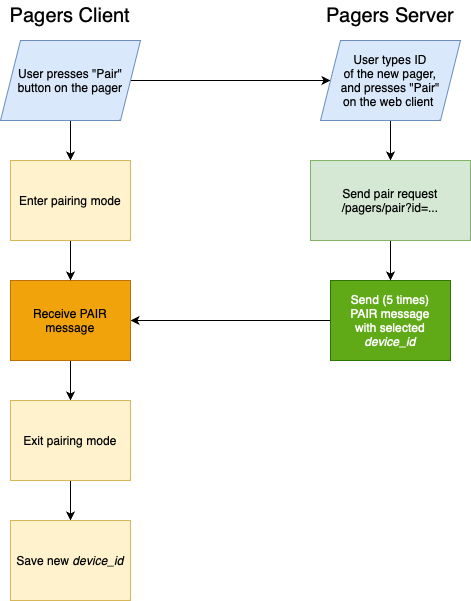 Pagers Client
Pagers Server
User presses "Pair"
button on the pager
User types ID
of the new pager,
and presses "Pair"
on the web client
Enter pairing mode
Send pair request
/pagers/pair?id=...
Receive PAIR
message
Send (5 times)
PAIR message
with selected
device_id
Exit pairing mode
Save new device_id